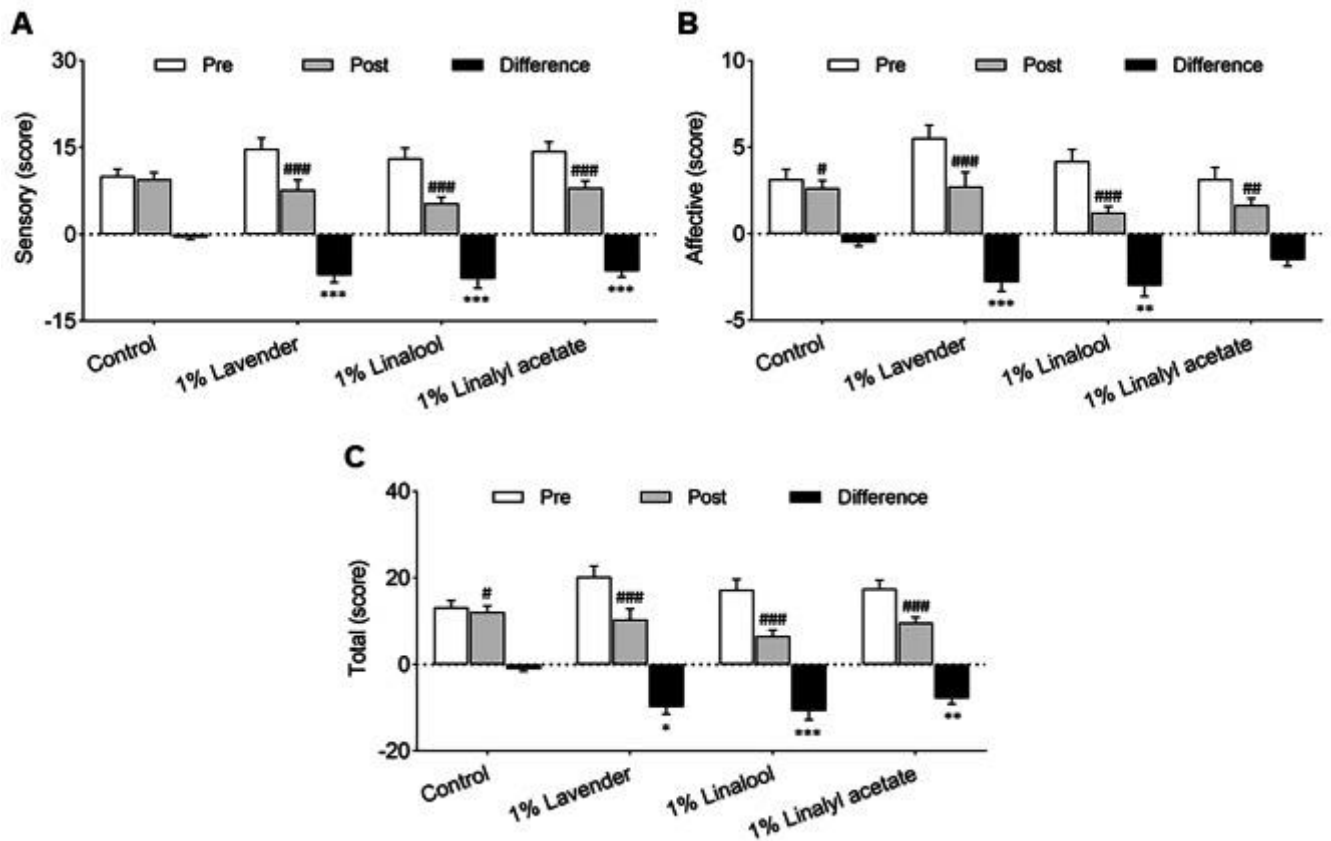 A
Pre Post Difference
30
15
0
-15
Sensory (score)
###
###
###
***
***
***
Control
1% Lavender
1% Linalool
1% Linalyl acetate
B
Pre Post Difference
10
5
0
-5
Affective (score)
#
###
###
##
***
**
Control
1% Lavender
1% Linalool
1% Linalyl acetate
C
Pre Post Difference
40
20
0
-20
Total (score)
#
###
###
###
*
***
**
Control
1% Lavender
1% Linalool
1% Linalyl acetate